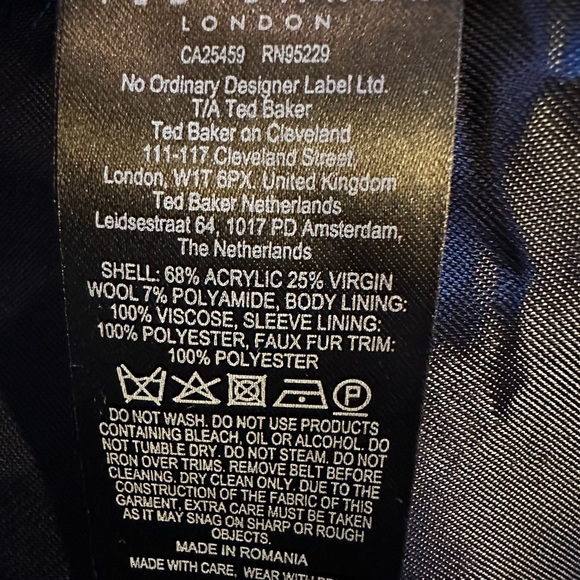 LONDON
CA25459 RN95229
No Ordinary Designer Label Ltd.
T/A Ted Baker
Ted Baker on Cleveland
111-117 Cleveland Street,
London, W1T 6PX. United Kingdom
Ted Baker Netherlands
Leidsestraat 64, 1017 PD Amsterdam,
The Netherlands
SHELL: 68% ACRYLIC 25% VIRGIN
WOOL 7% POLYAMIDE, BODY LINING:
100% VISCOSE, SLEEVE LINING:
100% POLYESTER, FAUX FUR TRIM:
100% POLYESTER
P
DO NOT WASH. DO NOT USE PRODUCTS
CONTAINING BLEACH, OIL OR ALCOHOL. DO
NOT TUMBLE DRY. DO NOT STEAM. DO NOT
IRON OVER TRIMS. REMOVE BELT BEFORE
CLEANING. DRY CLEAN ONLY. DUE TO THE
CONSTRUCTION OF THE FABRIC OF THIS
GARMENT, EXTRA CARE MUST BE TAKEN
AS IT MAY SNAG ON SHARP OR ROUGH
OBJECTS.
MADE IN ROMANIA
MADE WITH CARE, WEAR WITH